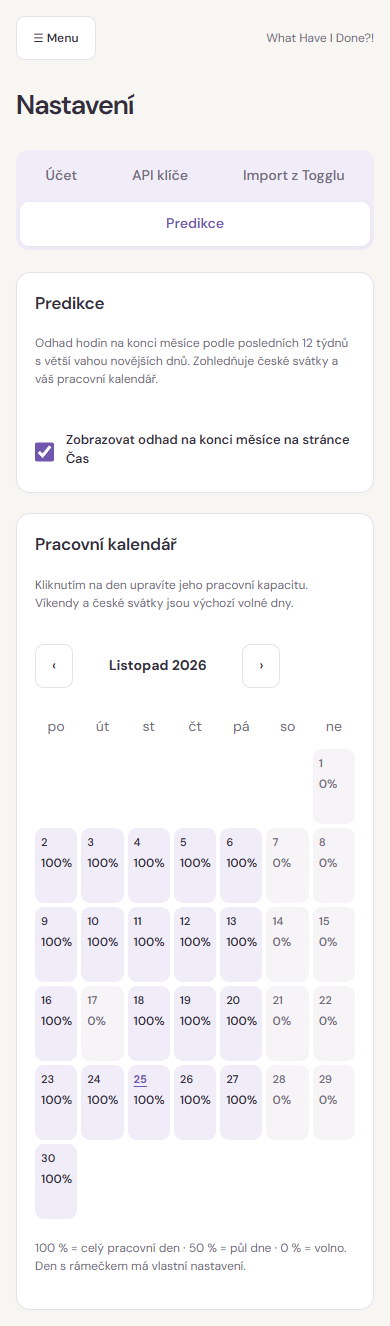 ☰ Menu
What Have I Done?!
Nastavení
Účet API klíče Import z Togglu
Predikce
Predikce
Odhad hodin na konci měsíce podle posledních 12 týdnů
s větší vahou novějších dnů. Zohledňuje české svátky a
váš pracovní kalendář.
Zobrazovat odhad na konci měsíce na stránce
Čas
Pracovní kalendář
Kliknutím na den upravíte jeho pracovní kapacitu.
Víkendy a české svátky jsou výchozí volné dny.
‹ Listopad 2026 ›
po út st čt pá so ne
1
0%
2 3 4 5 6 7 8
100% 100% 100% 100% 100% 0% 0%
9 10 11 12 13 14 15
100% 100% 100% 100% 100% 0% 0%
16 17 18 19 20 21 22
100% 0% 100% 100% 100% 0% 0%
23 24 25 26 27 28 29
100% 100% 100% 100% 100% 0% 0%
30
100%
100 % = celý pracovní den · 50 % = půl dne · 0 % = volno.
Den s rámečkem má vlastní nastavení.